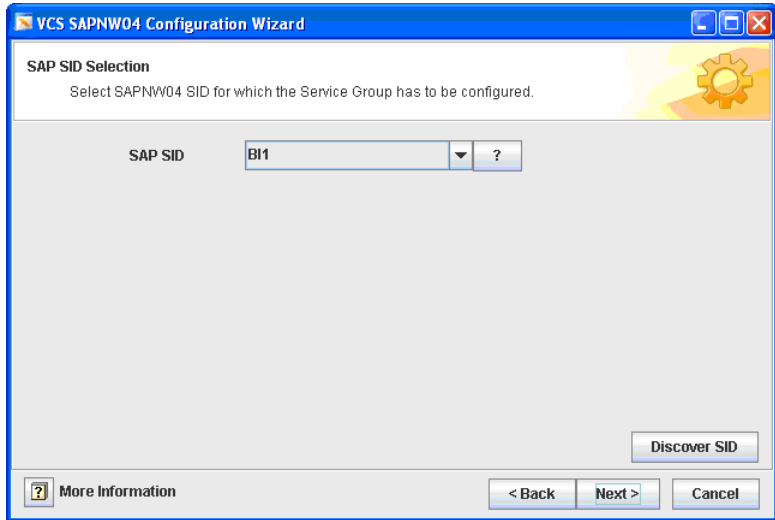 VCS SAPNW04 Configuration Wizard
SAP SID Selection
Select SAPNW04 SID for which the Service Group has to be configured.
SAP SID BI1 ?
Discover SID
? More Information < Back Next > Cancel